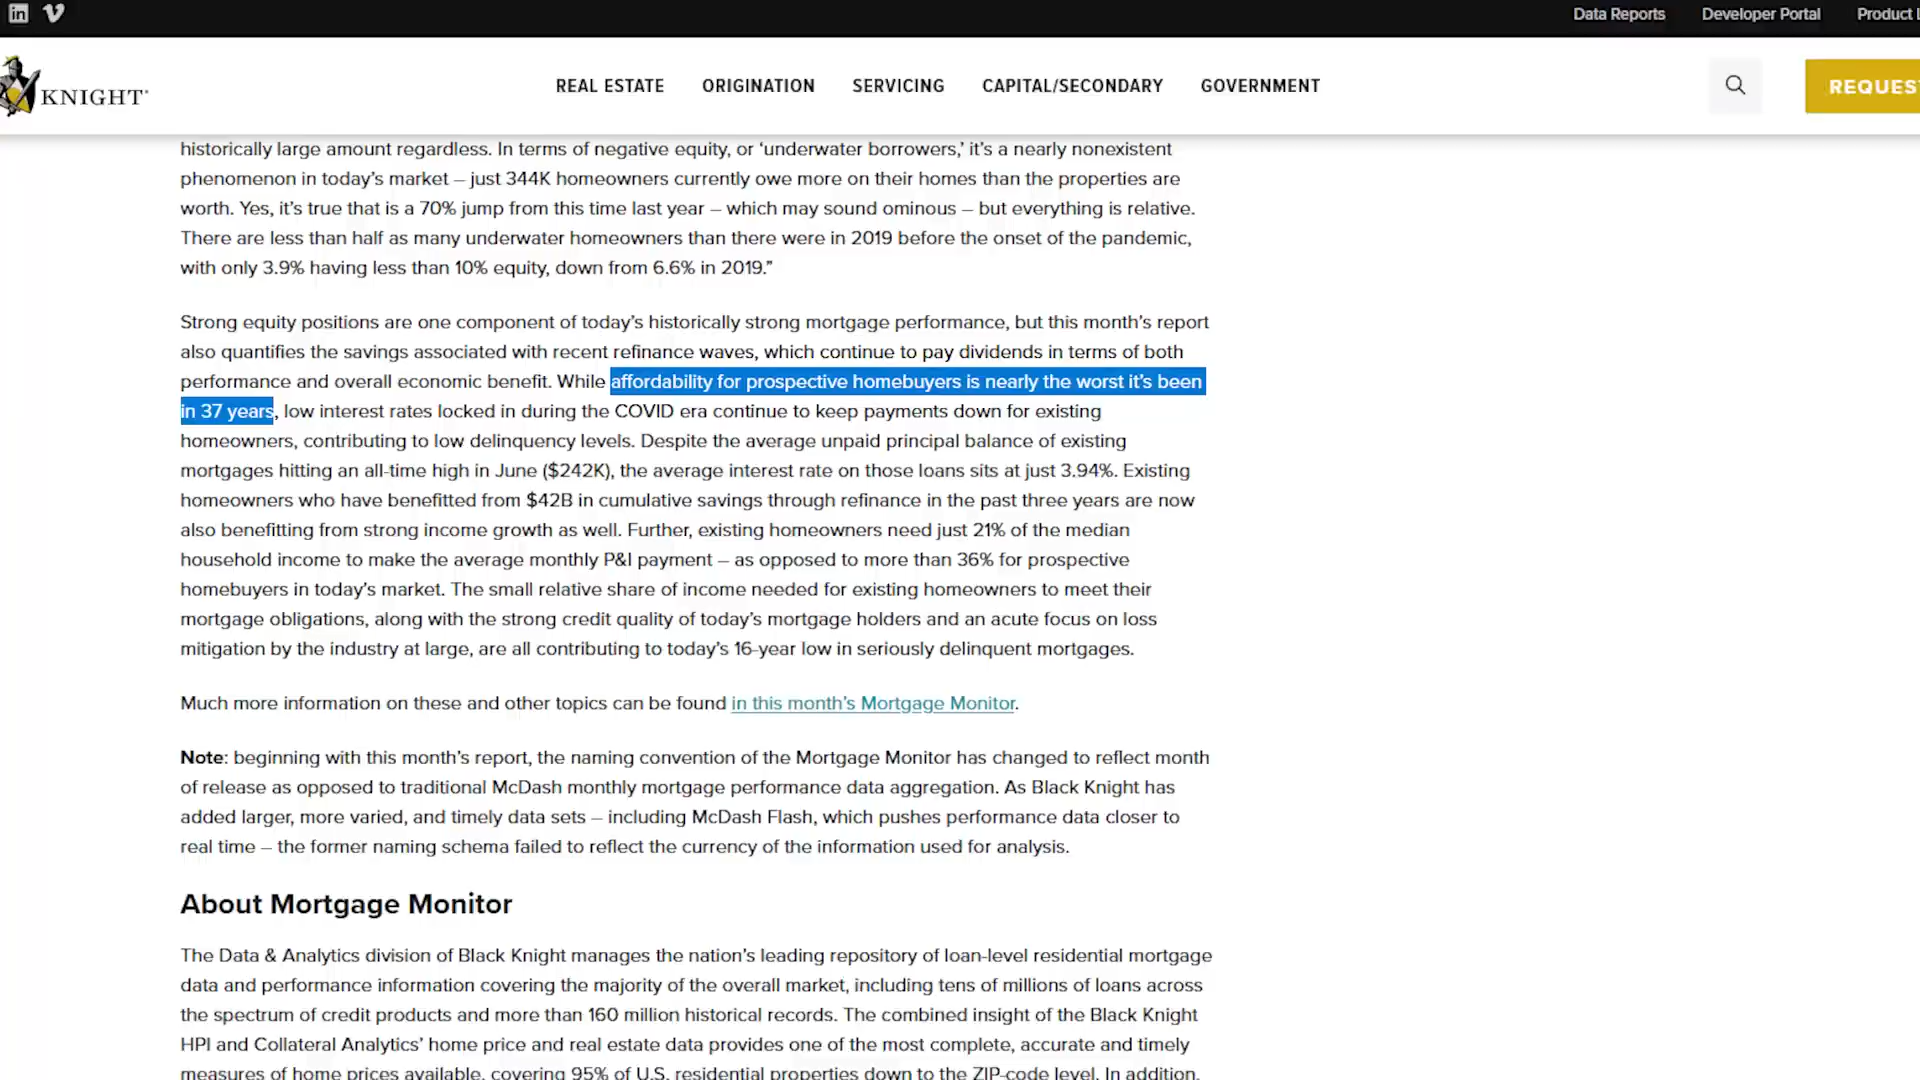 in
Data Reports Developer Portal Product
KNIGHT
REAL ESTATE ORIGINATION SERVICING CAPITAL/SECONDARY GOVERNMENT
REQUES
historically large amount regardless. In terms of negative equity, or ‘underwater borrowers,’ it’s a nearly nonexistent
phenomenon in today’s market – just 344K homeowners currently owe more on their homes than the properties are
worth. Yes, it’s true that is a 70% jump from this time last year – which may sound ominous – but everything is relative.
There are less than half as many underwater homeowners than there were in 2019 before the onset of the pandemic,
with only 3.9% having less than 10% equity, down from 6.6% in 2019.”
Strong equity positions are one component of today’s historically strong mortgage performance, but this month’s report
also quantifies the savings associated with recent refinance waves, which continue to pay dividends in terms of both
performance and overall economic benefit. While affordability for prospective homebuyers is nearly the worst it’s been
in 37 years, low interest rates locked in during the COVID era continue to keep payments down for existing
homeowners, contributing to low delinquency levels. Despite the average unpaid principal balance of existing
mortgages hitting an all-time high in June ($242K), the average interest rate on those loans sits at just 3.94%. Existing
homeowners who have benefitted from $42B in cumulative savings through refinance in the past three years are now
also benefitting from strong income growth as well. Further, existing homeowners need just 21% of the median
household income to make the average monthly P&I payment – as opposed to more than 36% for prospective
homebuyers in today’s market. The small relative share of income needed for existing homeowners to meet their
mortgage obligations, along with the strong credit quality of today’s mortgage holders and an acute focus on loss
mitigation by the industry at large, are all contributing to today’s 16-year low in seriously delinquent mortgages.
Much more information on these and other topics can be found in this month’s Mortgage Monitor.
Note: beginning with this month’s report, the naming convention of the Mortgage Monitor has changed to reflect month
of release as opposed to traditional McDash monthly mortgage performance data aggregation. As Black Knight has
added larger, more varied, and timely data sets – including McDash Flash, which pushes performance data closer to
real time – the former naming schema failed to reflect the currency of the information used for analysis.
About Mortgage Monitor
The Data & Analytics division of Black Knight manages the nation’s leading repository of loan-level residential mortgage
data and performance information covering the majority of the overall market, including tens of millions of loans across
the spectrum of credit products and more than 160 million historical records. The combined insight of the Black Knight
HPI and Collateral Analytics’ home price and real estate data provides one of the most complete, accurate and timely
measures of home prices available, covering 95% of U.S. residential properties down to the ZIP-code level. In addition,